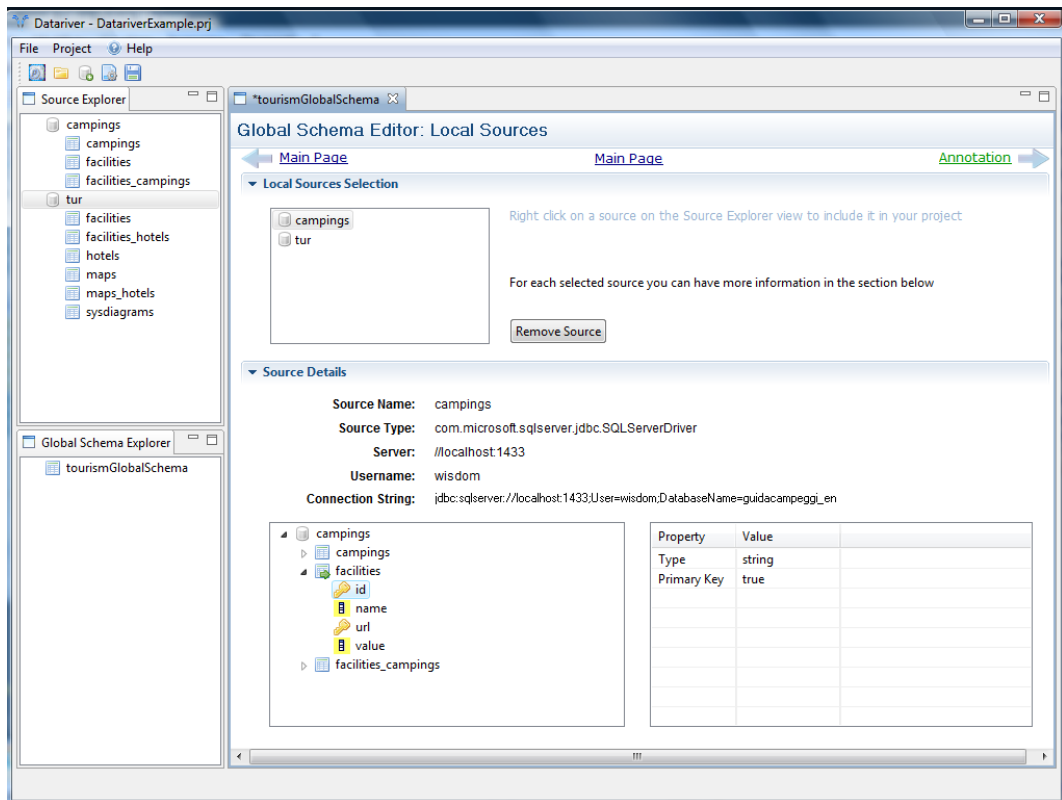 Datariver - DatariverExample.prj
File Project Help
Source Explorer
campings
campings
facilities
facilities_campings
tur
facilities
facilities_hotels
hotels
maps
maps_hotels
sysdiagrams
Global Schema Explorer
tourismGlobalSchema
*tourismGlobalSchema
Global Schema Editor: Local Sources
Main Page Main Page Annotation
Local Sources Selection
campings
tur
Right click on a source on the Source Explorer view to include it in your project
For each selected source you can have more information in the section below
Remove Source
Source Details
Source Name: campings
Source Type: com.microsoft.sqlserver.jdbc.SQLServerDriver
Server: //localhost:1433
Username: wisdom
Connection String: jdbc:sqlserver://localhost:1433;User=wisdom;DatabaseName=guidacampeggi_en
campings
campings
facilities
id
name
url
value
facilities_campings
Property Value
Type string
Primary Key true